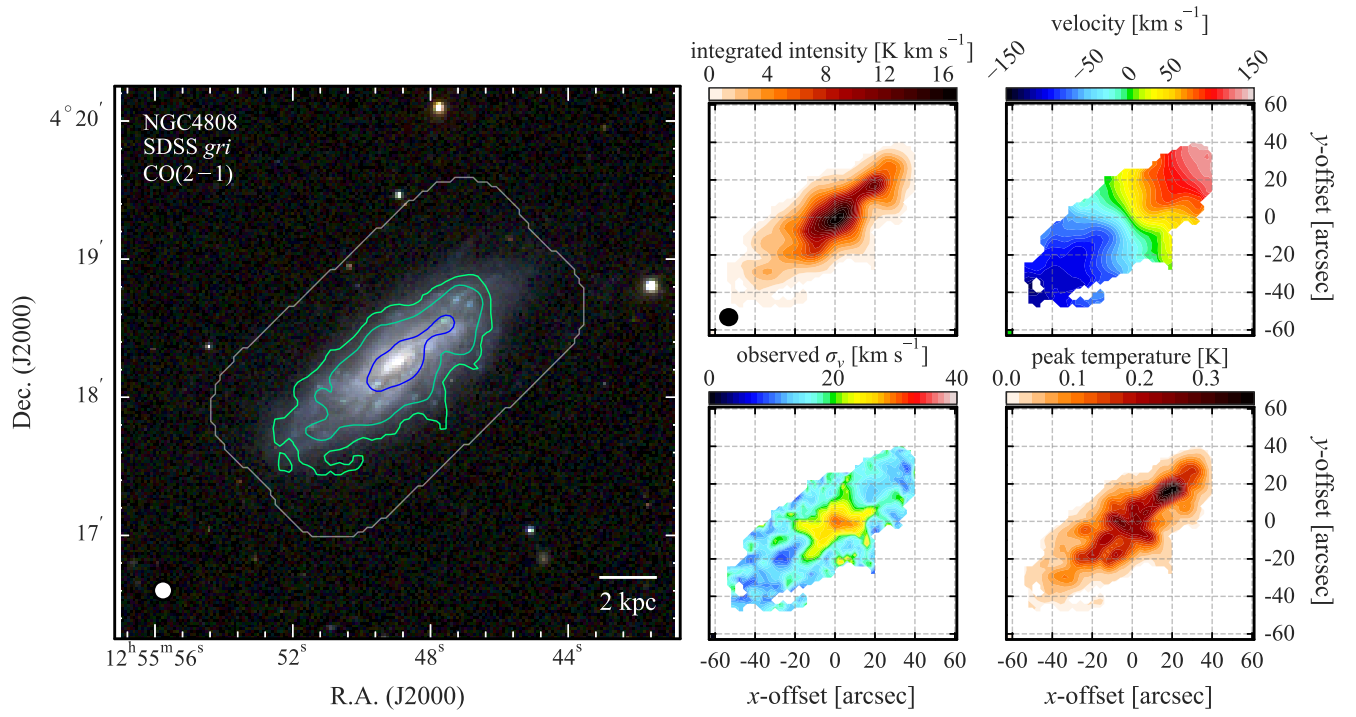 NGC4808
SDSS gri
CO(2−1)
4° 20′
19′
18′
17′
Dec. (J2000)
2 kpc
12ʰ55ᵐ56ˢ
52ˢ
48ˢ
44ˢ
R.A. (J2000)
integrated intensity [K km s⁻¹]
0 4 8 12 16
velocity [km s⁻¹]
−150 −50 0 50 150
60
40
20
0
-20
-40
-60
y-offset [arcsec]
observed σᵥ [km s⁻¹]
0 20 40
peak temperature [K]
0.0 0.1 0.2 0.3
60
40
20
0
-20
-40
-60
y-offset [arcsec]
-60 -40 -20 0 20 40 60
x-offset [arcsec]
-60 -40 -20 0 20 40 60
x-offset [arcsec]